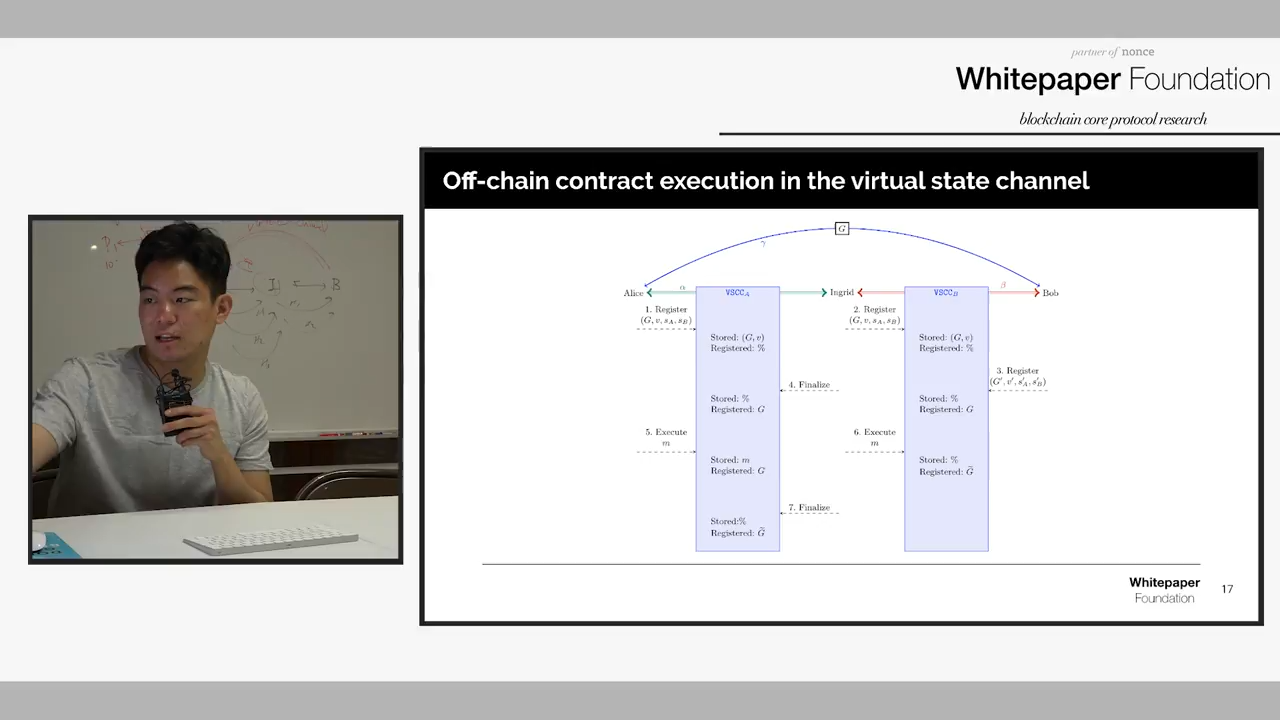 partner of nonce
Whitepaper Foundation
blockchain core protocol research
Off-chain contract execution in the virtual state channel
G
γ
Alice
α
VSCC_A
Ingrid
VSCC_B
β
Bob
1. Register
(G, v, s_A, s_B)
2. Register
(G, v, s_A, s_B)
Stored: (G, v)
Registered: %
Stored: (G, v)
Registered: %
3. Register
(G', v', s'_A, s'_B)
4. Finalize
Stored: %
Registered: G
Stored: %
Registered: G
5. Execute
m
6. Execute
m
Stored: m
Registered: G
Stored: %
Registered: G̃
7. Finalize
Stored:%
Registered: G̃
Whitepaper
Foundation
17
I
B